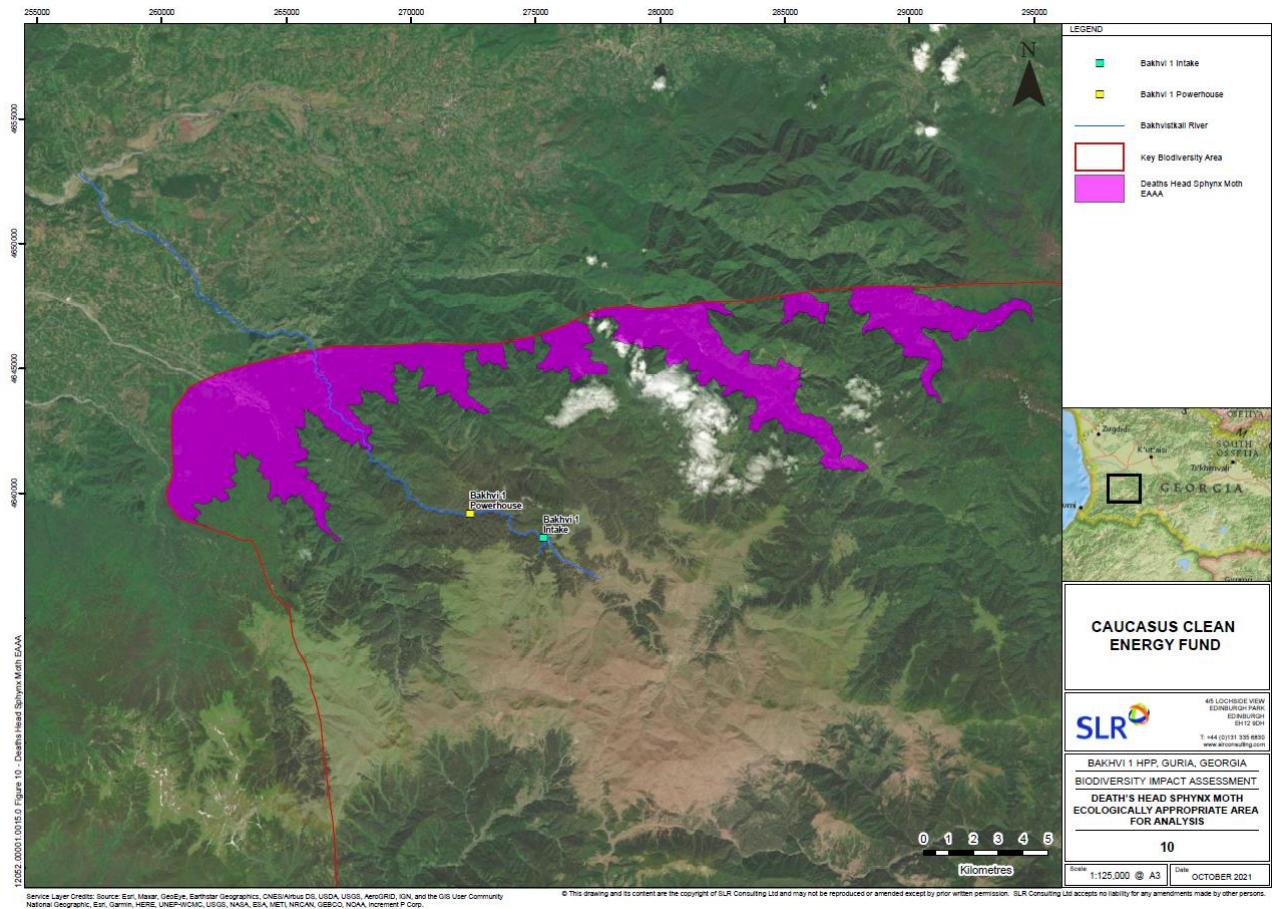 255000 260000 265000 270000 275000 280000 285000 290000 295000
4655000
4650000
4645000
4640000
N
Bakhvi 1
Powerhouse
Bakhvi 1
Intake
0 1 2 3 4 5
Kilometres
LEGEND
Bakhvi 1 Intake
Bakhvi 1 Powerhouse
Bakhvistkali River
Key Biodiversity Area
Deaths Head Sphynx Moth
EAAA
Zugdidi
K'ut'aisi
SOUTH
OSSETIA
Ts'khinvali
GEORGIA
CAUCASUS CLEAN
ENERGY FUND
SLR
4/5 LOCHSIDE VIEW
EDINBURGH PARK
EDINBURGH
EH12 9DH
T: +44 (0)131 335 6830
www.slrconsulting.com
BAKHVI 1 HPP, GURIA, GEORGIA
BIODIVERSITY IMPACT ASSESSMENT
DEATH'S HEAD SPHYNX MOTH
ECOLOGICALLY APPROPRIATE AREA
FOR ANALYSIS
10
Scale 1:125,000 @ A3
Date OCTOBER 2021
12052.00001.0015.0 Figure 10 - Deaths Head Sphynx Moth EAAA
Service Layer Credits: Source: Esri, Maxar, GeoEye, Earthstar Geographics, CNES/Airbus DS, USDA, USGS, AeroGRID, IGN, and the GIS User Community
National Geographic, Esri, Garmin, HERE, UNEP-WCMC, USGS, NASA, ESA, METI, NRCAN, GEBCO, NOAA, Increment P Corp.
© This drawing and its content are the copyright of SLR Consulting Ltd and may not be reproduced or amended except by prior written permission. SLR Consulting Ltd accepts no liability for any amendments made by other persons.